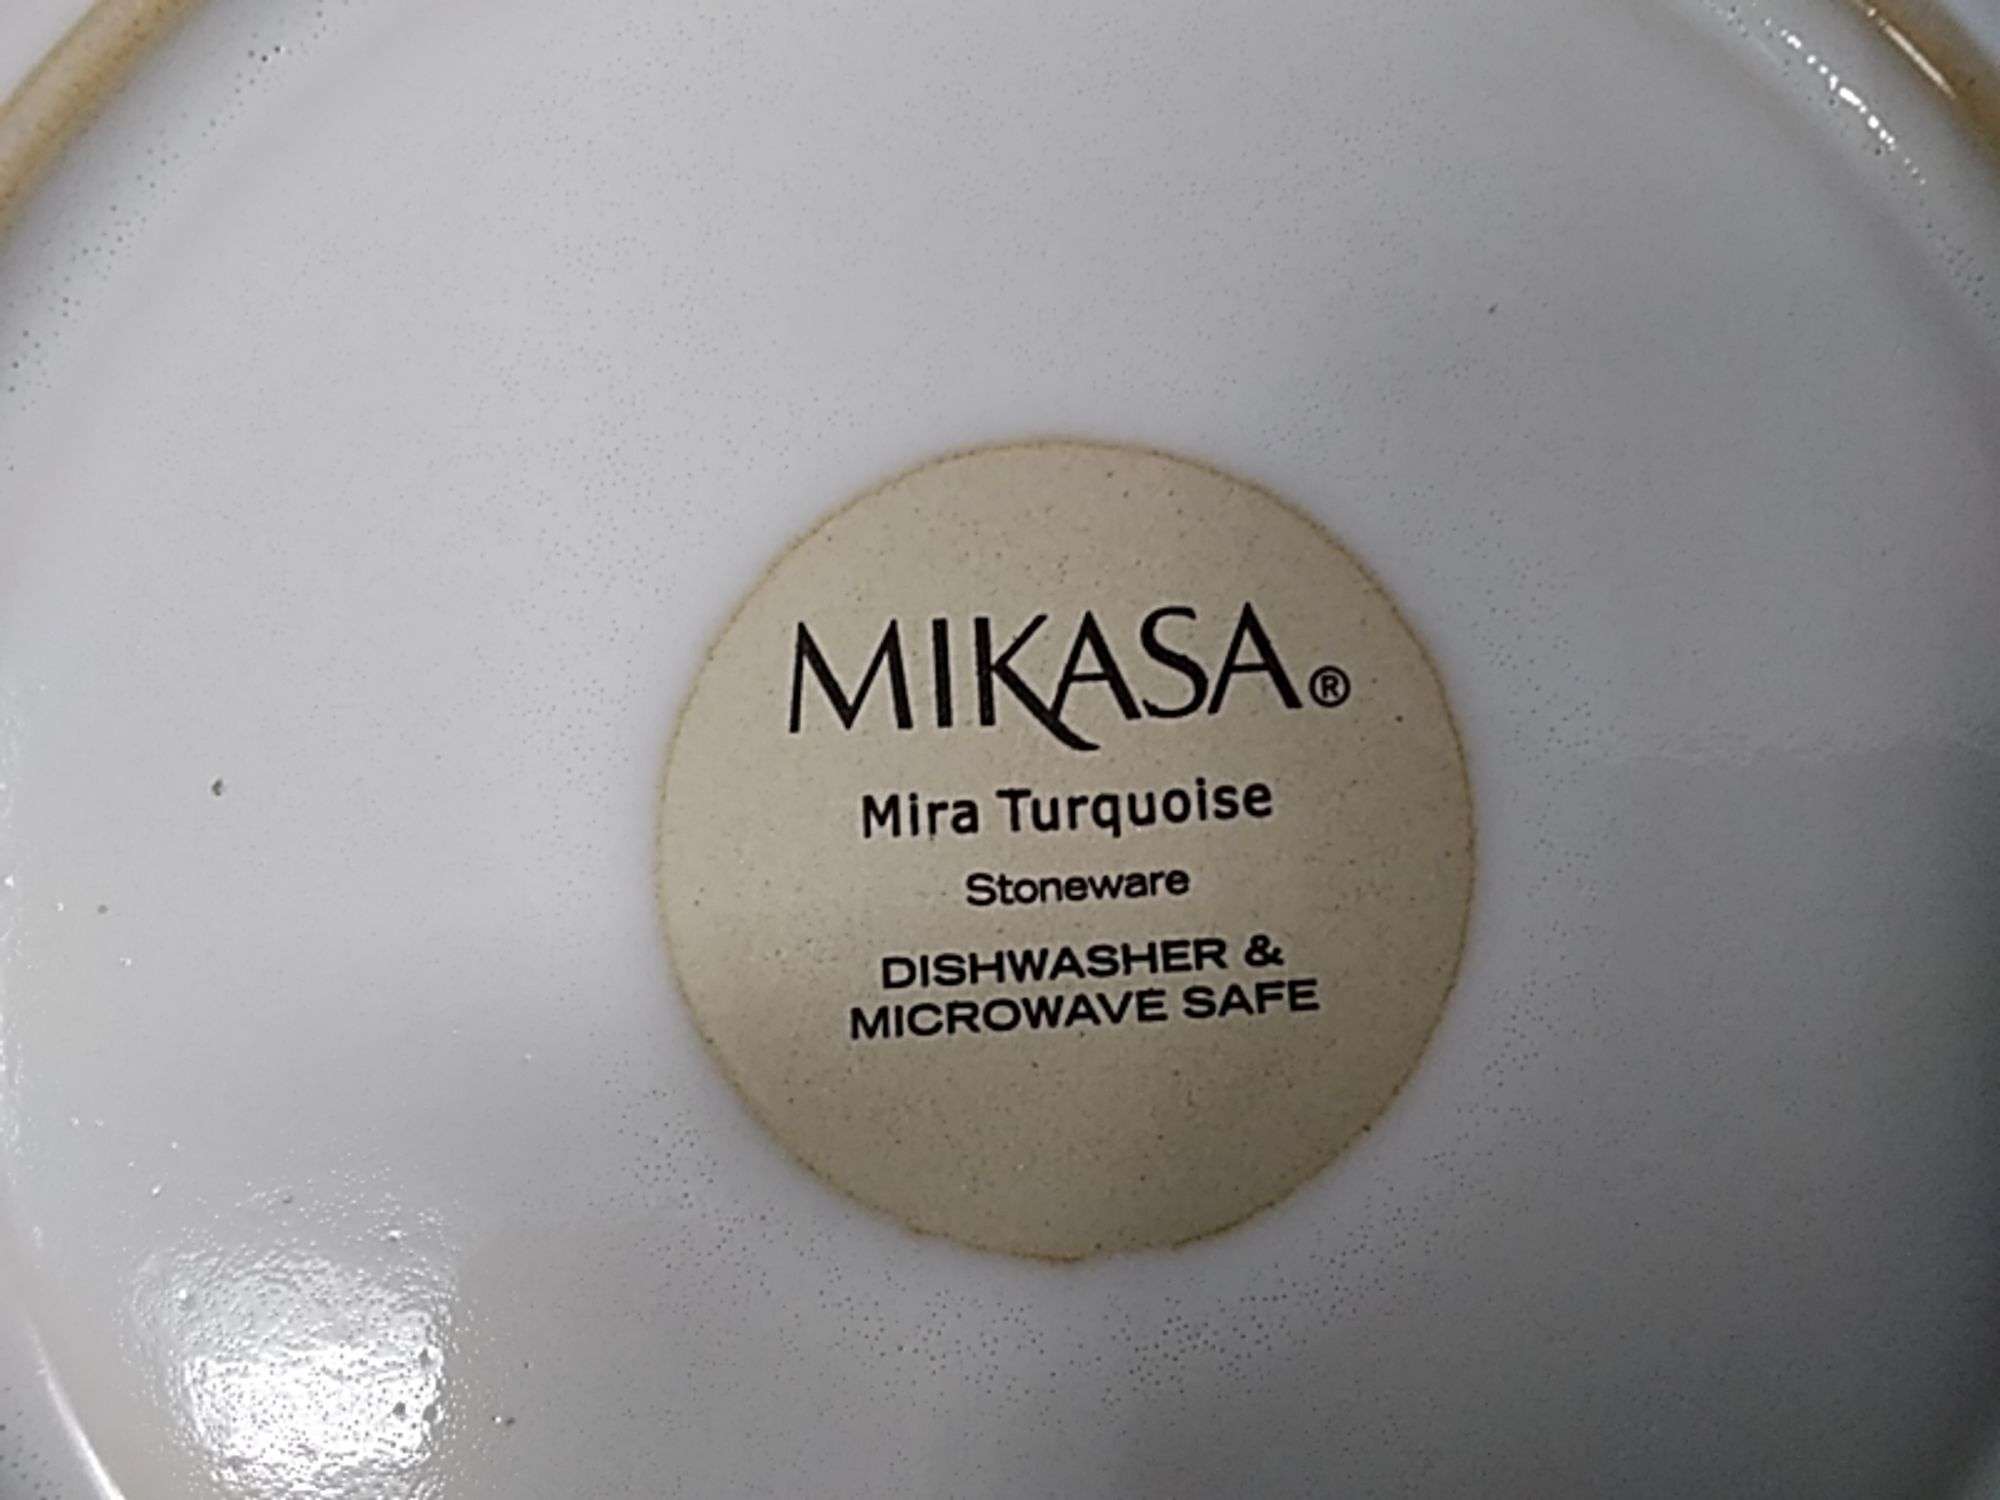 MIKASA®
Mira Turquoise
Stoneware
DISHWASHER &
MICROWAVE SAFE